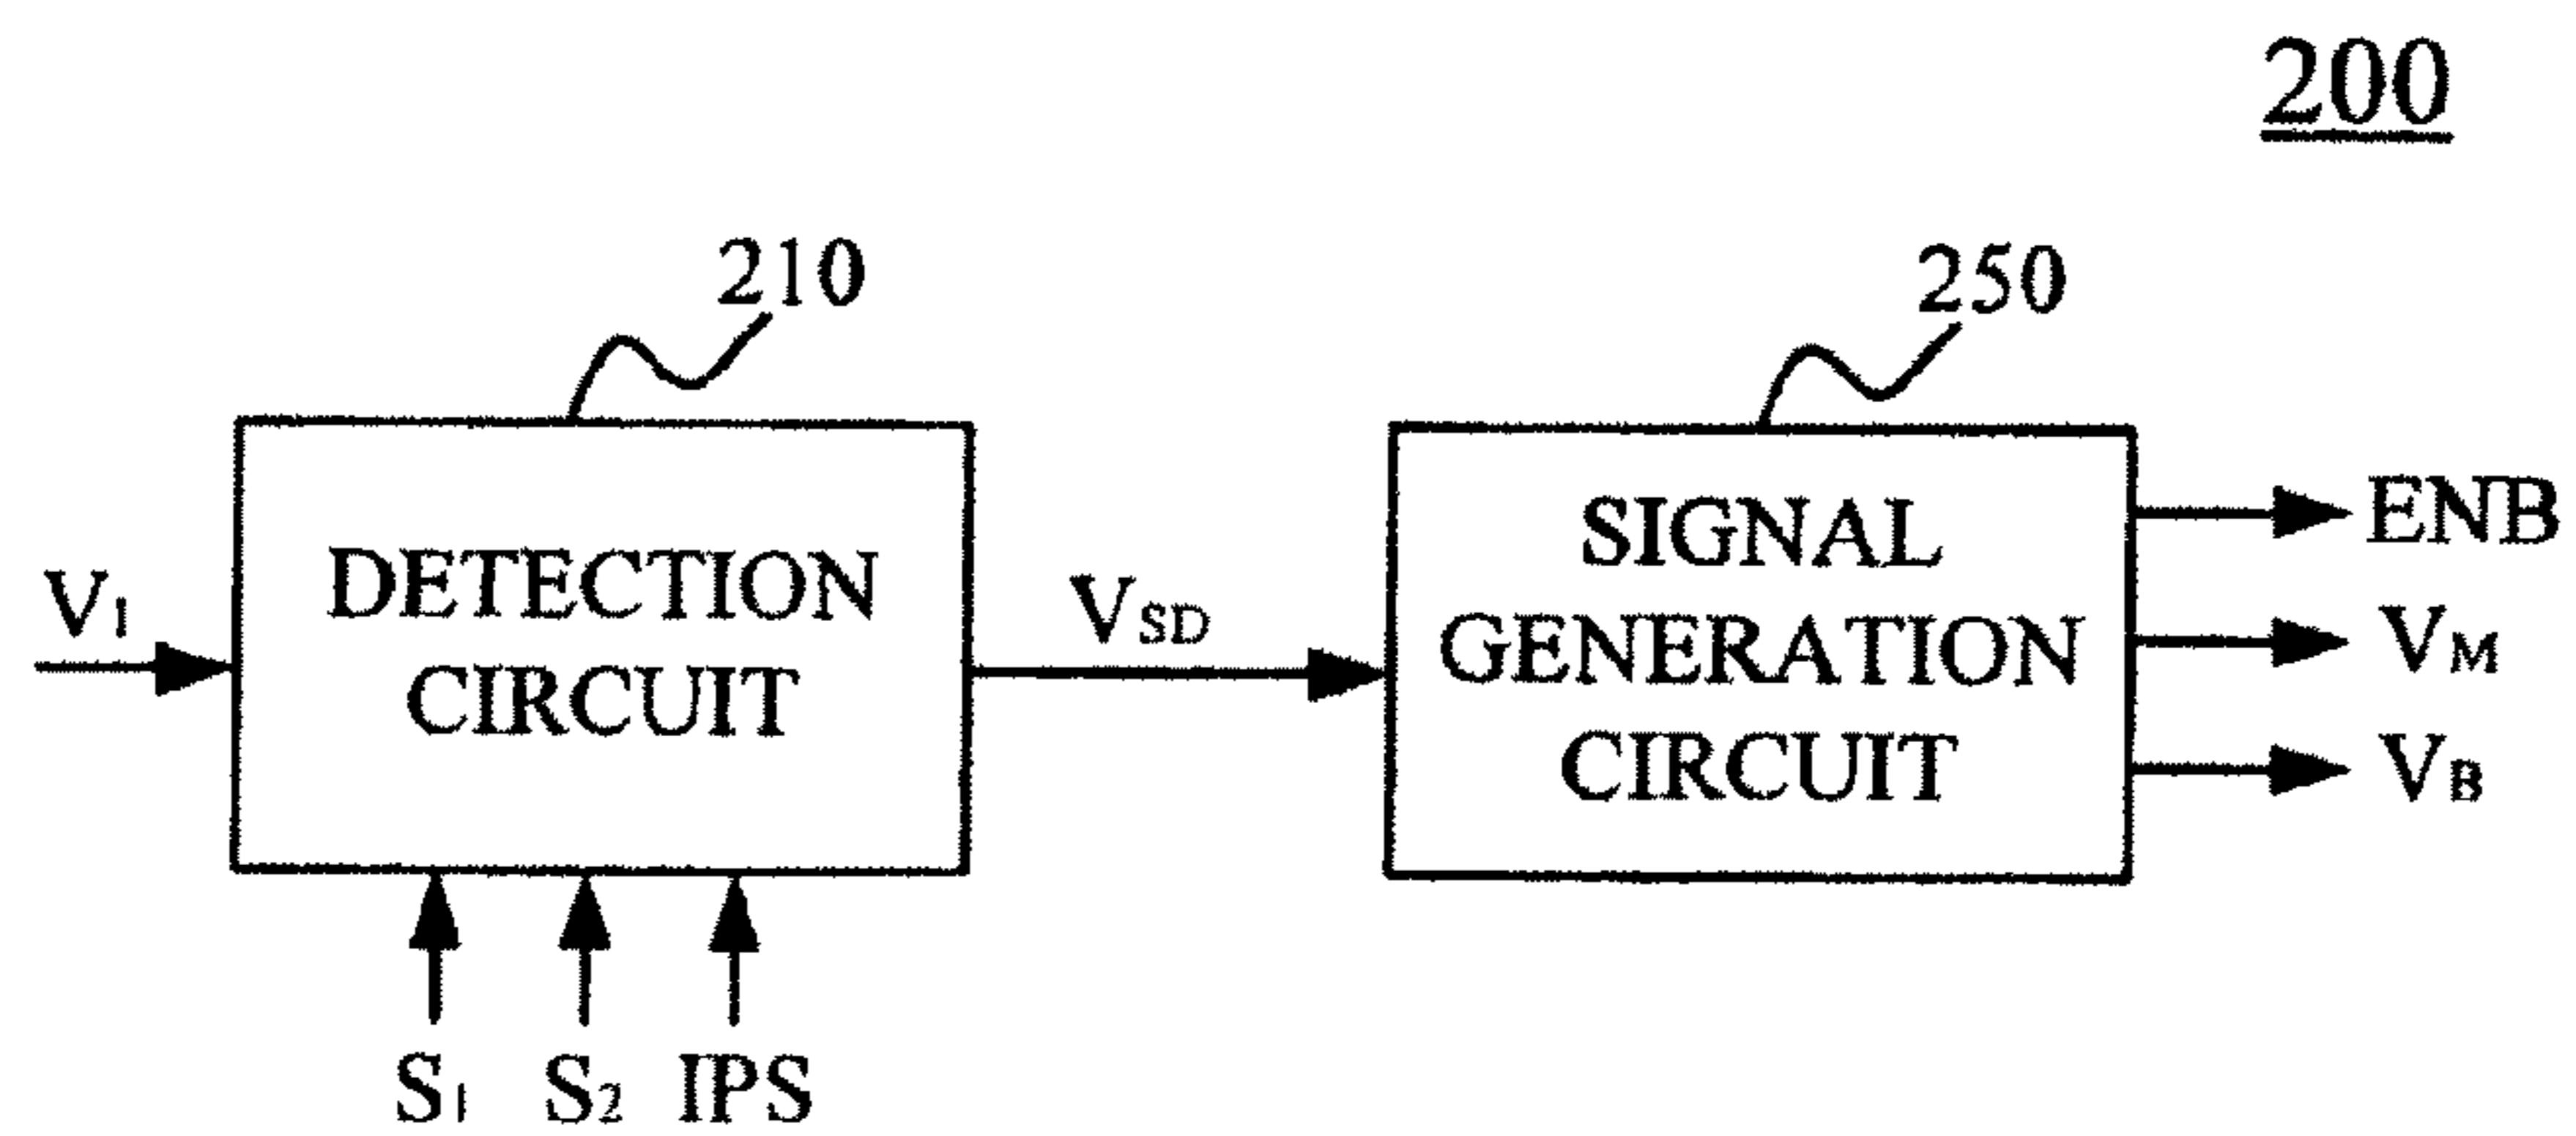 200
210
250
DETECTION
CIRCUIT
SIGNAL
GENERATION
CIRCUIT
V1
VSD
ENB
VM
VB
S1 S2 IPS